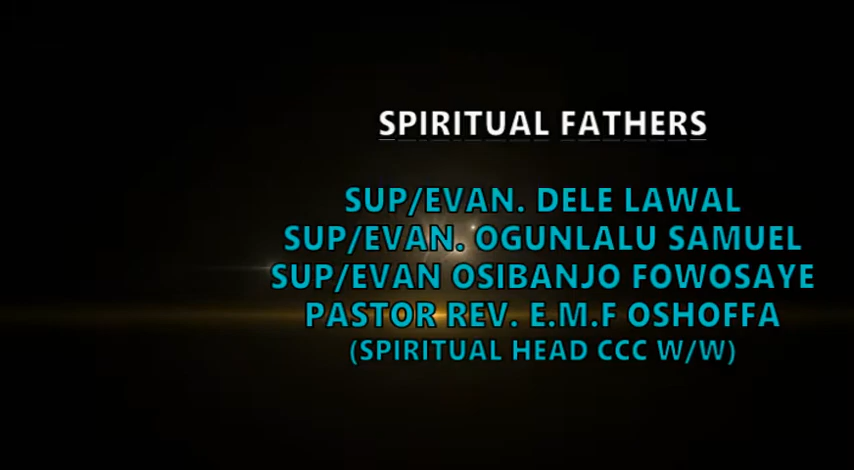 SPIRITUAL FATHERS
SUP/EVAN. DELE LAWAL
SUP/EVAN. OGUNLALU SAMUEL
SUP/EVAN OSIBANJO FOWOSAYE
PASTOR REV. E.M.F OSHOFFA
(SPIRITUAL HEAD CCC W/W)